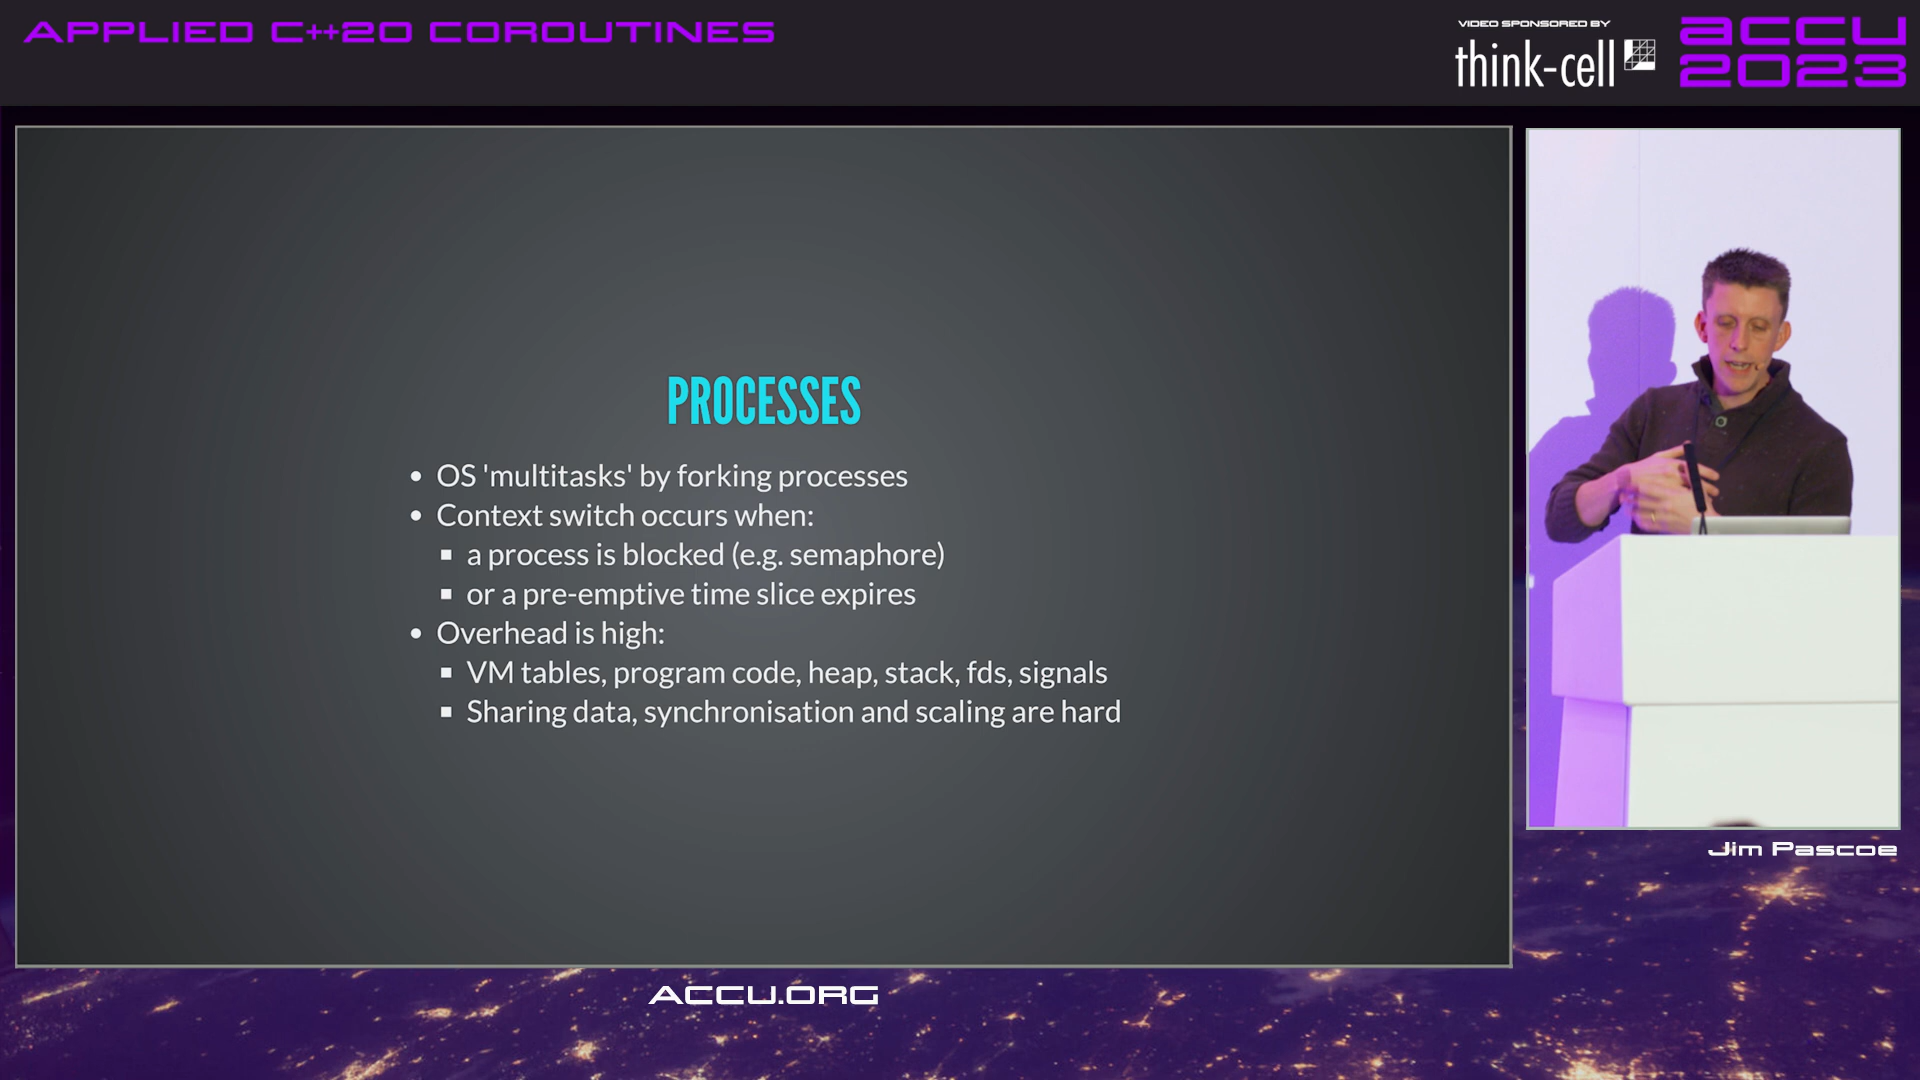 APPLIED C++20 COROUTINES
VIDEO SPONSORED BY
think-cell
accu
2023
PROCESSES
• OS 'multitasks' by forking processes
• Context switch occurs when:
▪ a process is blocked (e.g. semaphore)
▪ or a pre-emptive time slice expires
• Overhead is high:
▪ VM tables, program code, heap, stack, fds, signals
▪ Sharing data, synchronisation and scaling are hard
Jim Pascoe
ACCU.ORG